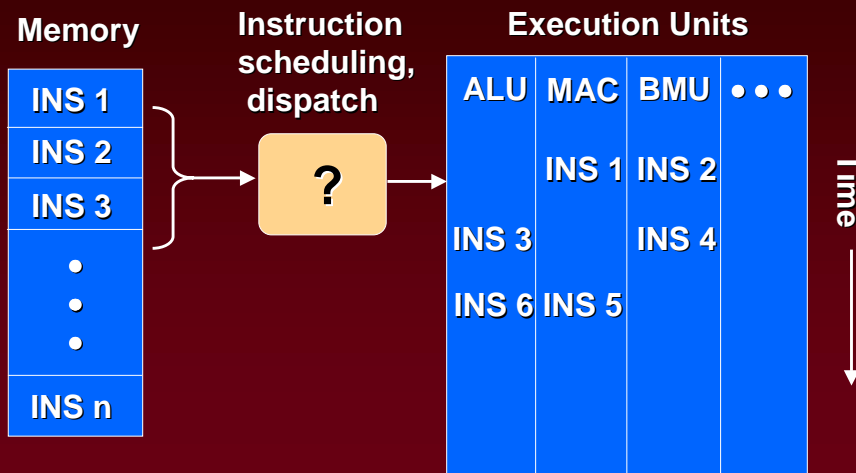 Memory
INS 1
INS 2
INS 3
INS n
Instruction
scheduling,
dispatch
?
Execution Units
ALU MAC BMU • • •
INS 1 INS 2
INS 3 INS 4
INS 6 INS 5
Time